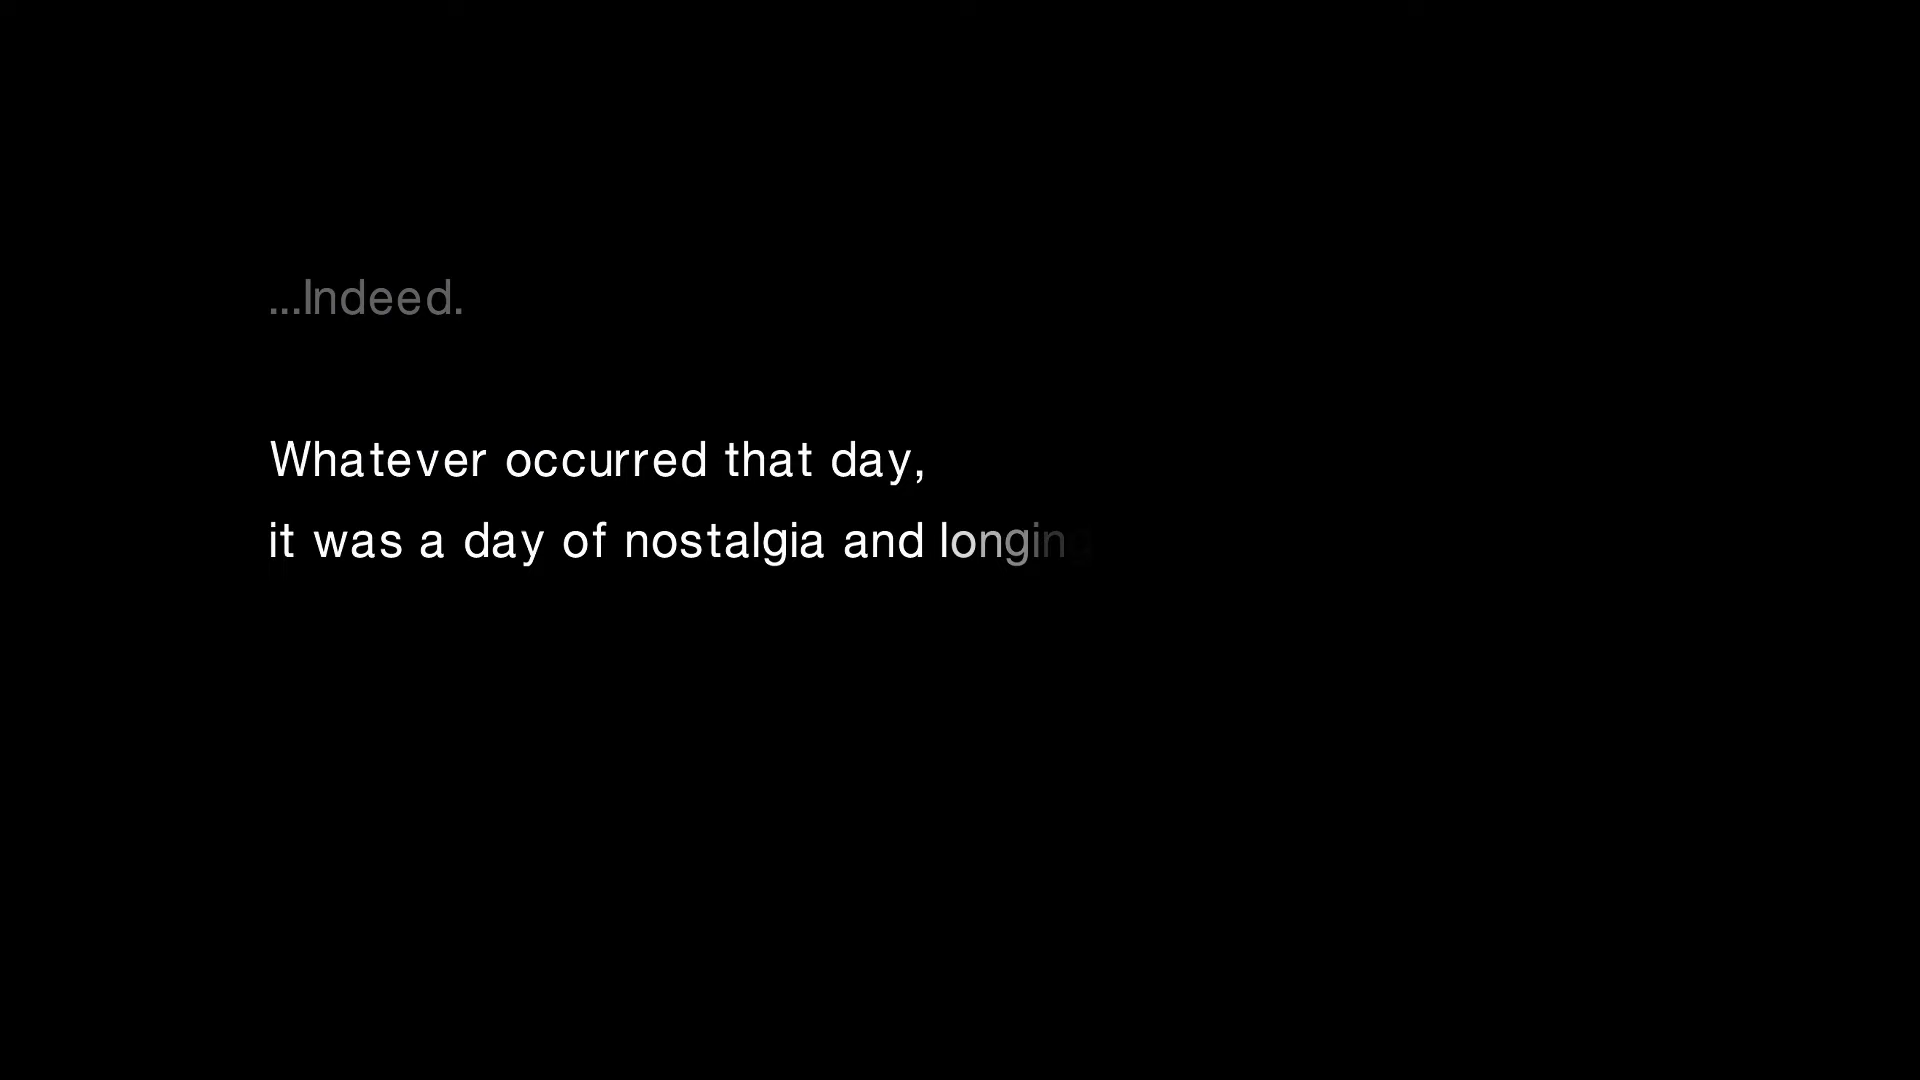 ...Indeed.
Whatever occurred that day,
it was a day of nostalgia and longing